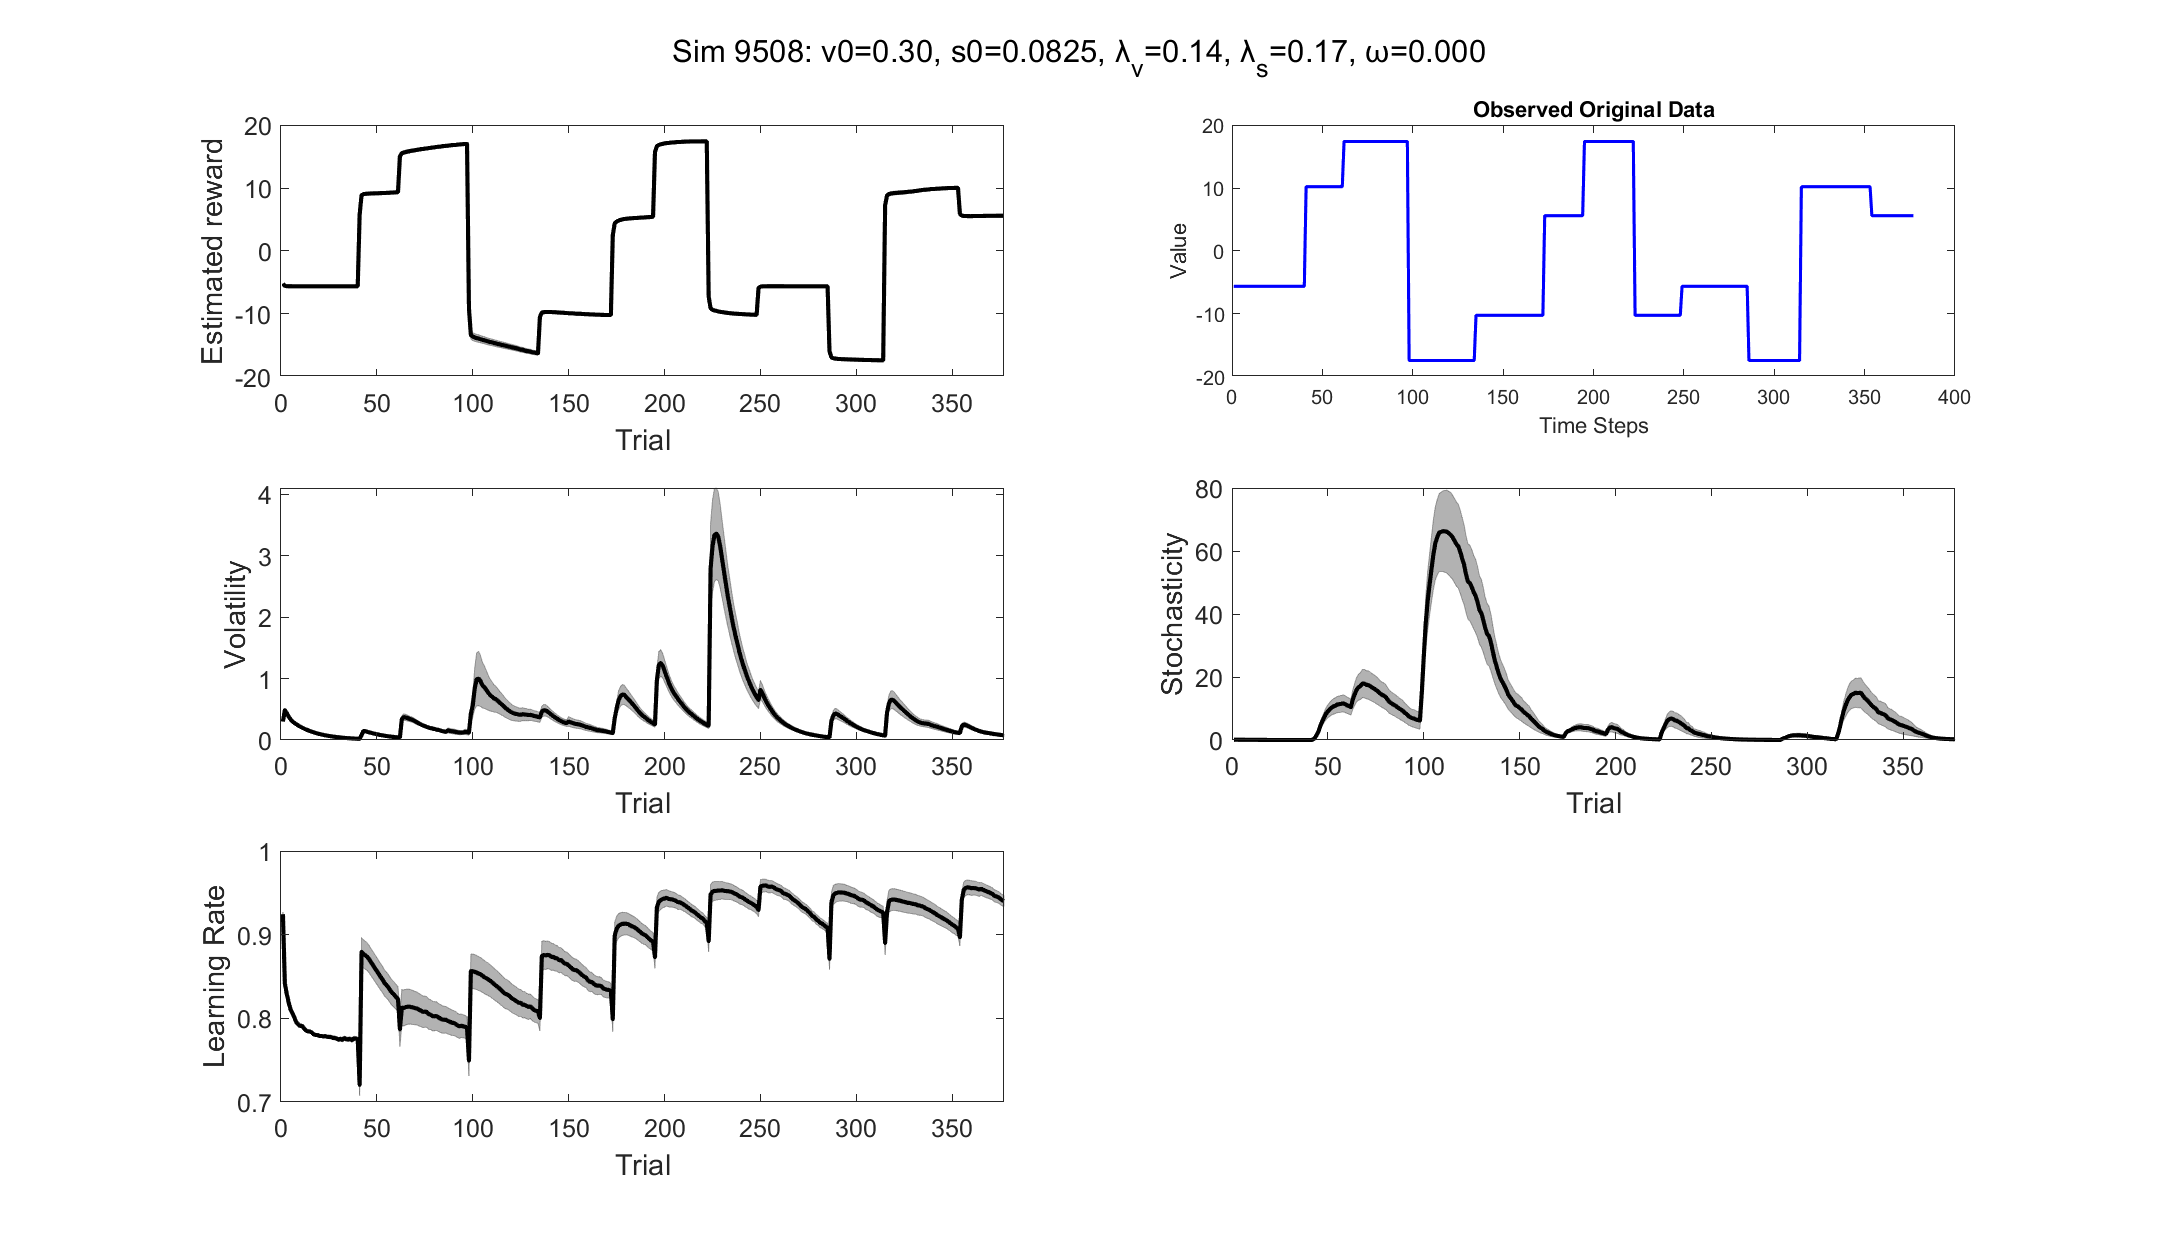 Sim 9508: v0=0.30, s0=0.0825, λv=0.14, λs=0.17, ω=0.000
Estimated reward
20
10
0
-10
-20
0 50 100 150 200 250 300 350
Trial
Observed Original Data
Value
20
10
0
-10
-20
0 50 100 150 200 250 300 350 400
Time Steps
Volatility
4
3
2
1
0
0 50 100 150 200 250 300 350
Trial
Stochasticity
80
60
40
20
0
0 50 100 150 200 250 300 350
Trial
Learning Rate
1
0.9
0.8
0.7
0 50 100 150 200 250 300 350
Trial